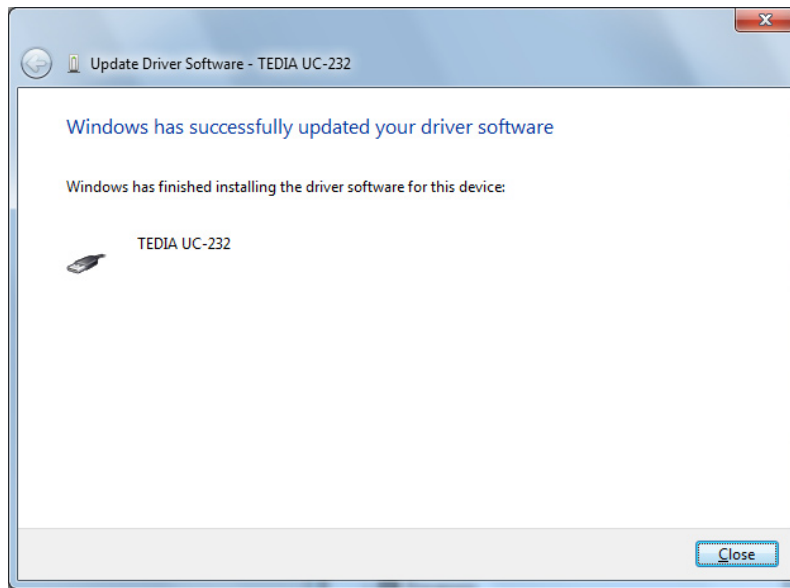 Update Driver Software - TEDIA UC-232
Windows has successfully updated your driver software
Windows has finished installing the driver software for this device:
TEDIA UC-232
Close